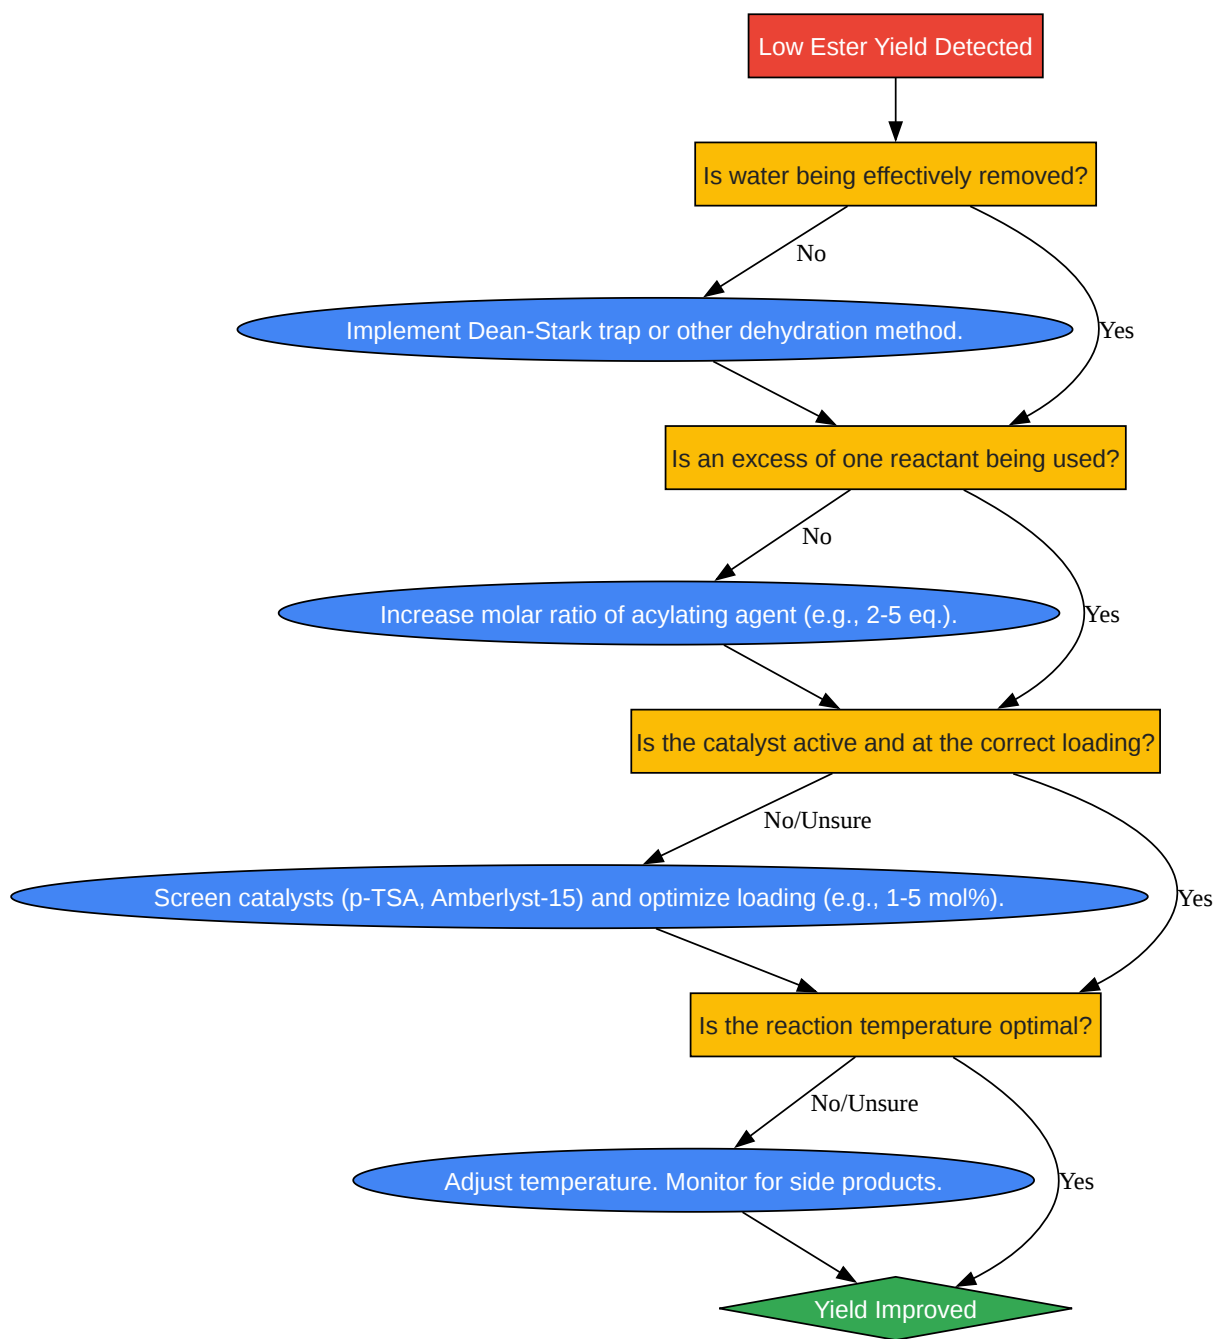 Low Ester Yield Detected
Is water being effectively removed?
No
Implement Dean-Stark trap or other dehydration method.
Yes
Is an excess of one reactant being used?
No
Increase molar ratio of acylating agent (e.g., 2-5 eq.).
Yes
Is the catalyst active and at the correct loading?
No/Unsure
Screen catalysts (p-TSA, Amberlyst-15) and optimize loading (e.g., 1-5 mol%).
Yes
Is the reaction temperature optimal?
No/Unsure
Adjust temperature. Monitor for side products.
Yes
Yield Improved